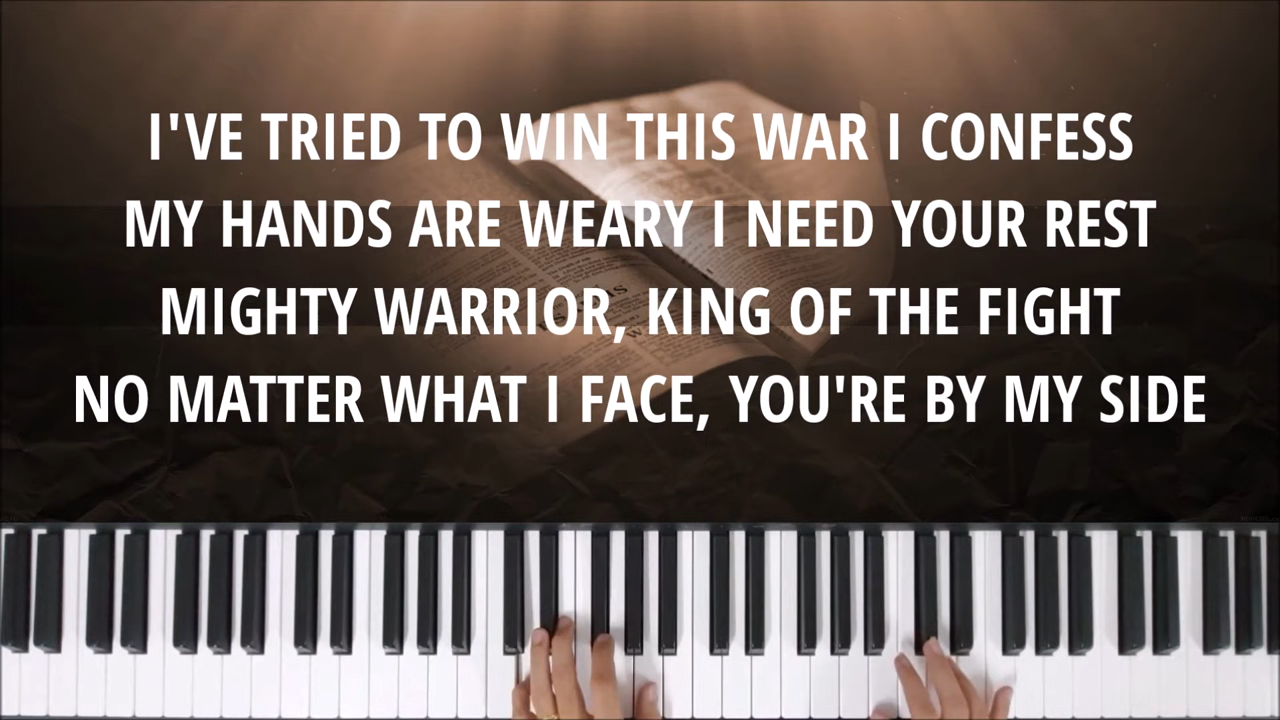 I'VE TRIED TO WIN THIS WAR I CONFESS
MY HANDS ARE WEARY I NEED YOUR REST
MIGHTY WARRIOR, KING OF THE FIGHT
NO MATTER WHAT I FACE, YOU'RE BY MY SIDE